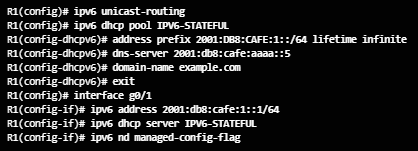 R1(config)# ipv6 unicast-routing
R1(config)# ipv6 dhcp pool IPV6-STATEFUL
R1(config-dhcpv6)# address prefix 2001:DB8:CAFE:1::/64 lifetime infinite
R1(config-dhcpv6)# dns-server 2001:db8:cafe:aaaa::5
R1(config-dhcpv6)# domain-name example.com
R1(config-dhcpv6)# exit
R1(config)# interface g0/1
R1(config-if)# ipv6 address 2001:db8:cafe:1::1/64
R1(config-if)# ipv6 dhcp server IPV6-STATEFUL
R1(config-if)# ipv6 nd managed-config-flag